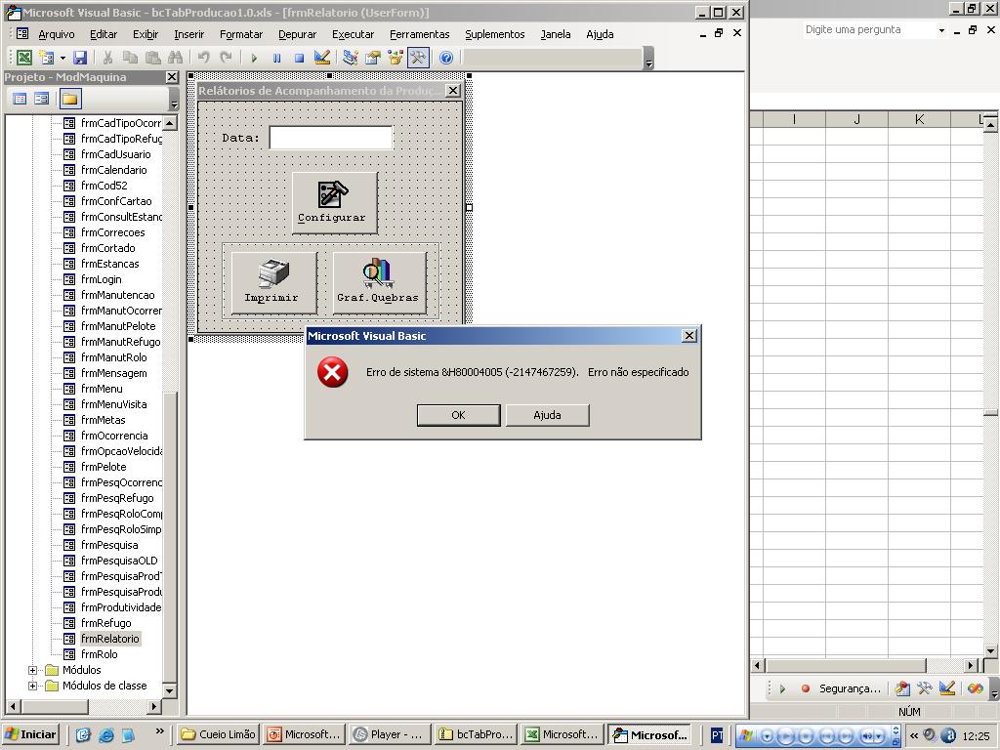 Microsoft Visual Basic - bcTabProducao1.0.xls - [frmRelatorio (UserForm)]
Arquivo Editar Exibir Inserir Formatar Depurar Executar Ferramentas Suplementos Janela Ajuda
Digite uma pergunta
Projeto - ModMaquina
frmCadTipoOcorr
frmCadTipoRefug
frmCadUsuario
frmCalendario
frmCod52
frmConfCartao
frmConsultEstanc
frmCorrecoes
frmCortado
frmEstancas
frmLogin
frmManutencao
frmManutOcorrer
frmManutPelote
frmManutRefugo
frmManutRolo
frmMensagem
frmMenu
frmMenuVisita
frmMetas
frmOcorrencia
frmOpcaoVelocida
frmPelote
frmPesqOcorrenc
frmPesqRefugo
frmPesqRoloComp
frmPesqRoloSimp
frmPesquisa
frmPesquisaOLD
frmPesquisaProdT
frmPesquisaProdu
frmProdutividade
frmRefugo
frmRelatorio
frmRolo
Módulos
Módulos de classe
Relátorios de Acompanhamento da Produç...
Data:
Configurar
Imprimir
Graf.Quebras
Microsoft Visual Basic
Erro de sistema &H80004005 (-2147467259). Erro não especificado
OK
Ajuda
I J K L
Segurança...
NÚM
Iniciar
»
Cueio Limão
Microsoft...
Player - ...
bcTabPro...
Microsoft...
Microsof...
PT
«
12:25